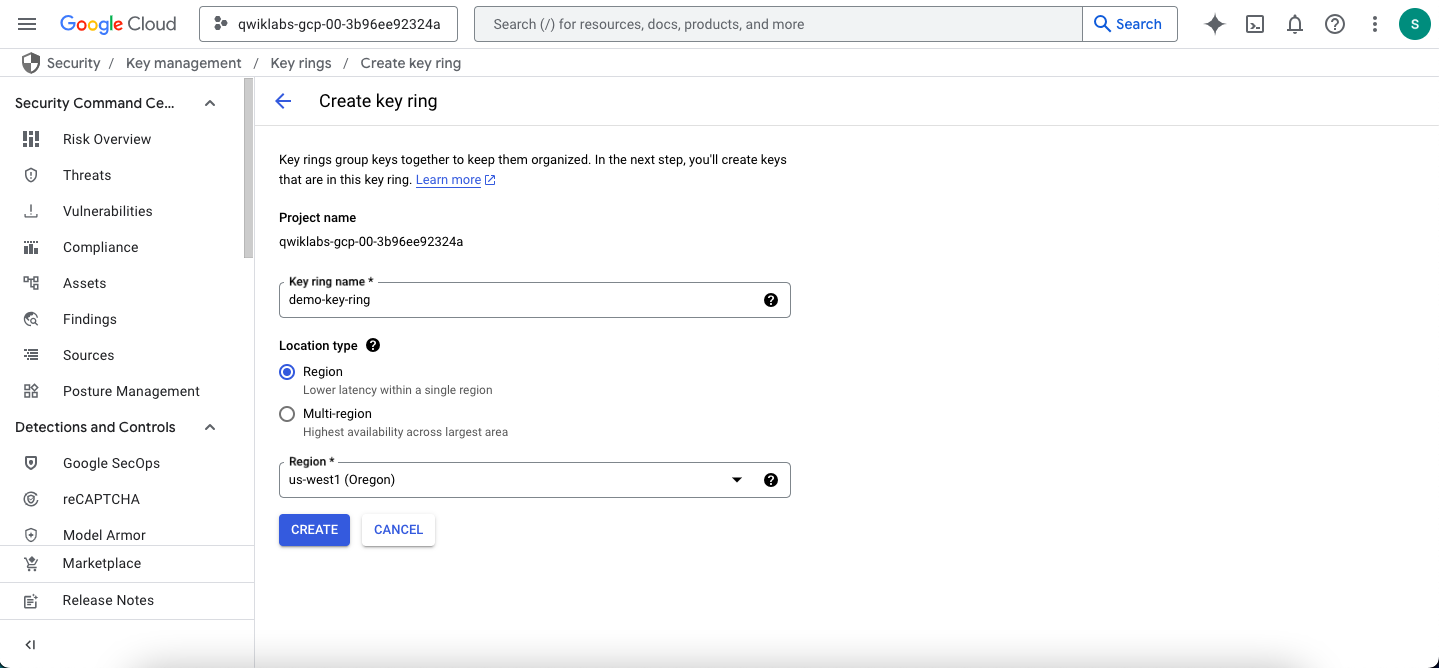 Google Cloud
qwiklabs-gcp-00-3b96ee92324a
Search (/) for resources, docs, products, and more
Search
S
Security / Key management / Key rings / Create key ring
Security Command Ce...
Risk Overview
Threats
Vulnerabilities
Compliance
Assets
Findings
Sources
Posture Management
Detections and Controls
Google SecOps
reCAPTCHA
Model Armor
Marketplace
Release Notes
Create key ring
Key rings group keys together to keep them organized. In the next step, you'll create keys
that are in this key ring. Learn more
Project name
qwiklabs-gcp-00-3b96ee92324a
Key ring name *
demo-key-ring
Location type
Region
Lower latency within a single region
Multi-region
Highest availability across largest area
Region *
us-west1 (Oregon)
CREATE
CANCEL